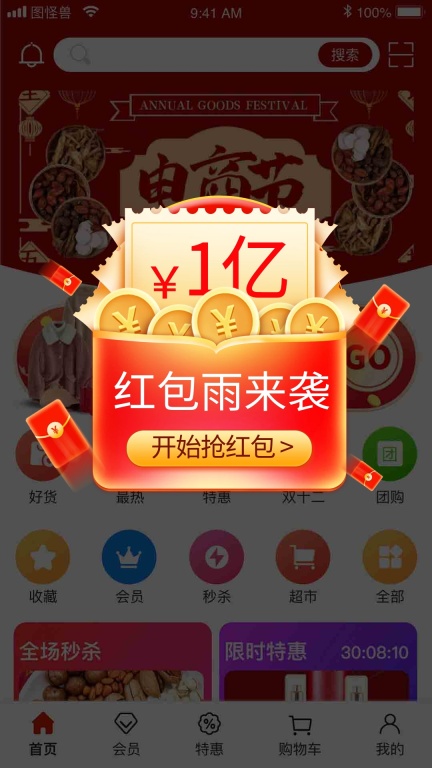 图怪兽 9:41 AM 100%
搜索
ANNUAL GOODS FESTIVAL
电商节
¥1亿
红包雨来袭
GO
开始抢红包 >
团
好货 最热 特惠 双十二 团购
收藏 会员 秒杀 超市 全部
全场秒杀 限时特惠 30:08:10
首页 会员 特惠 购物车 我的